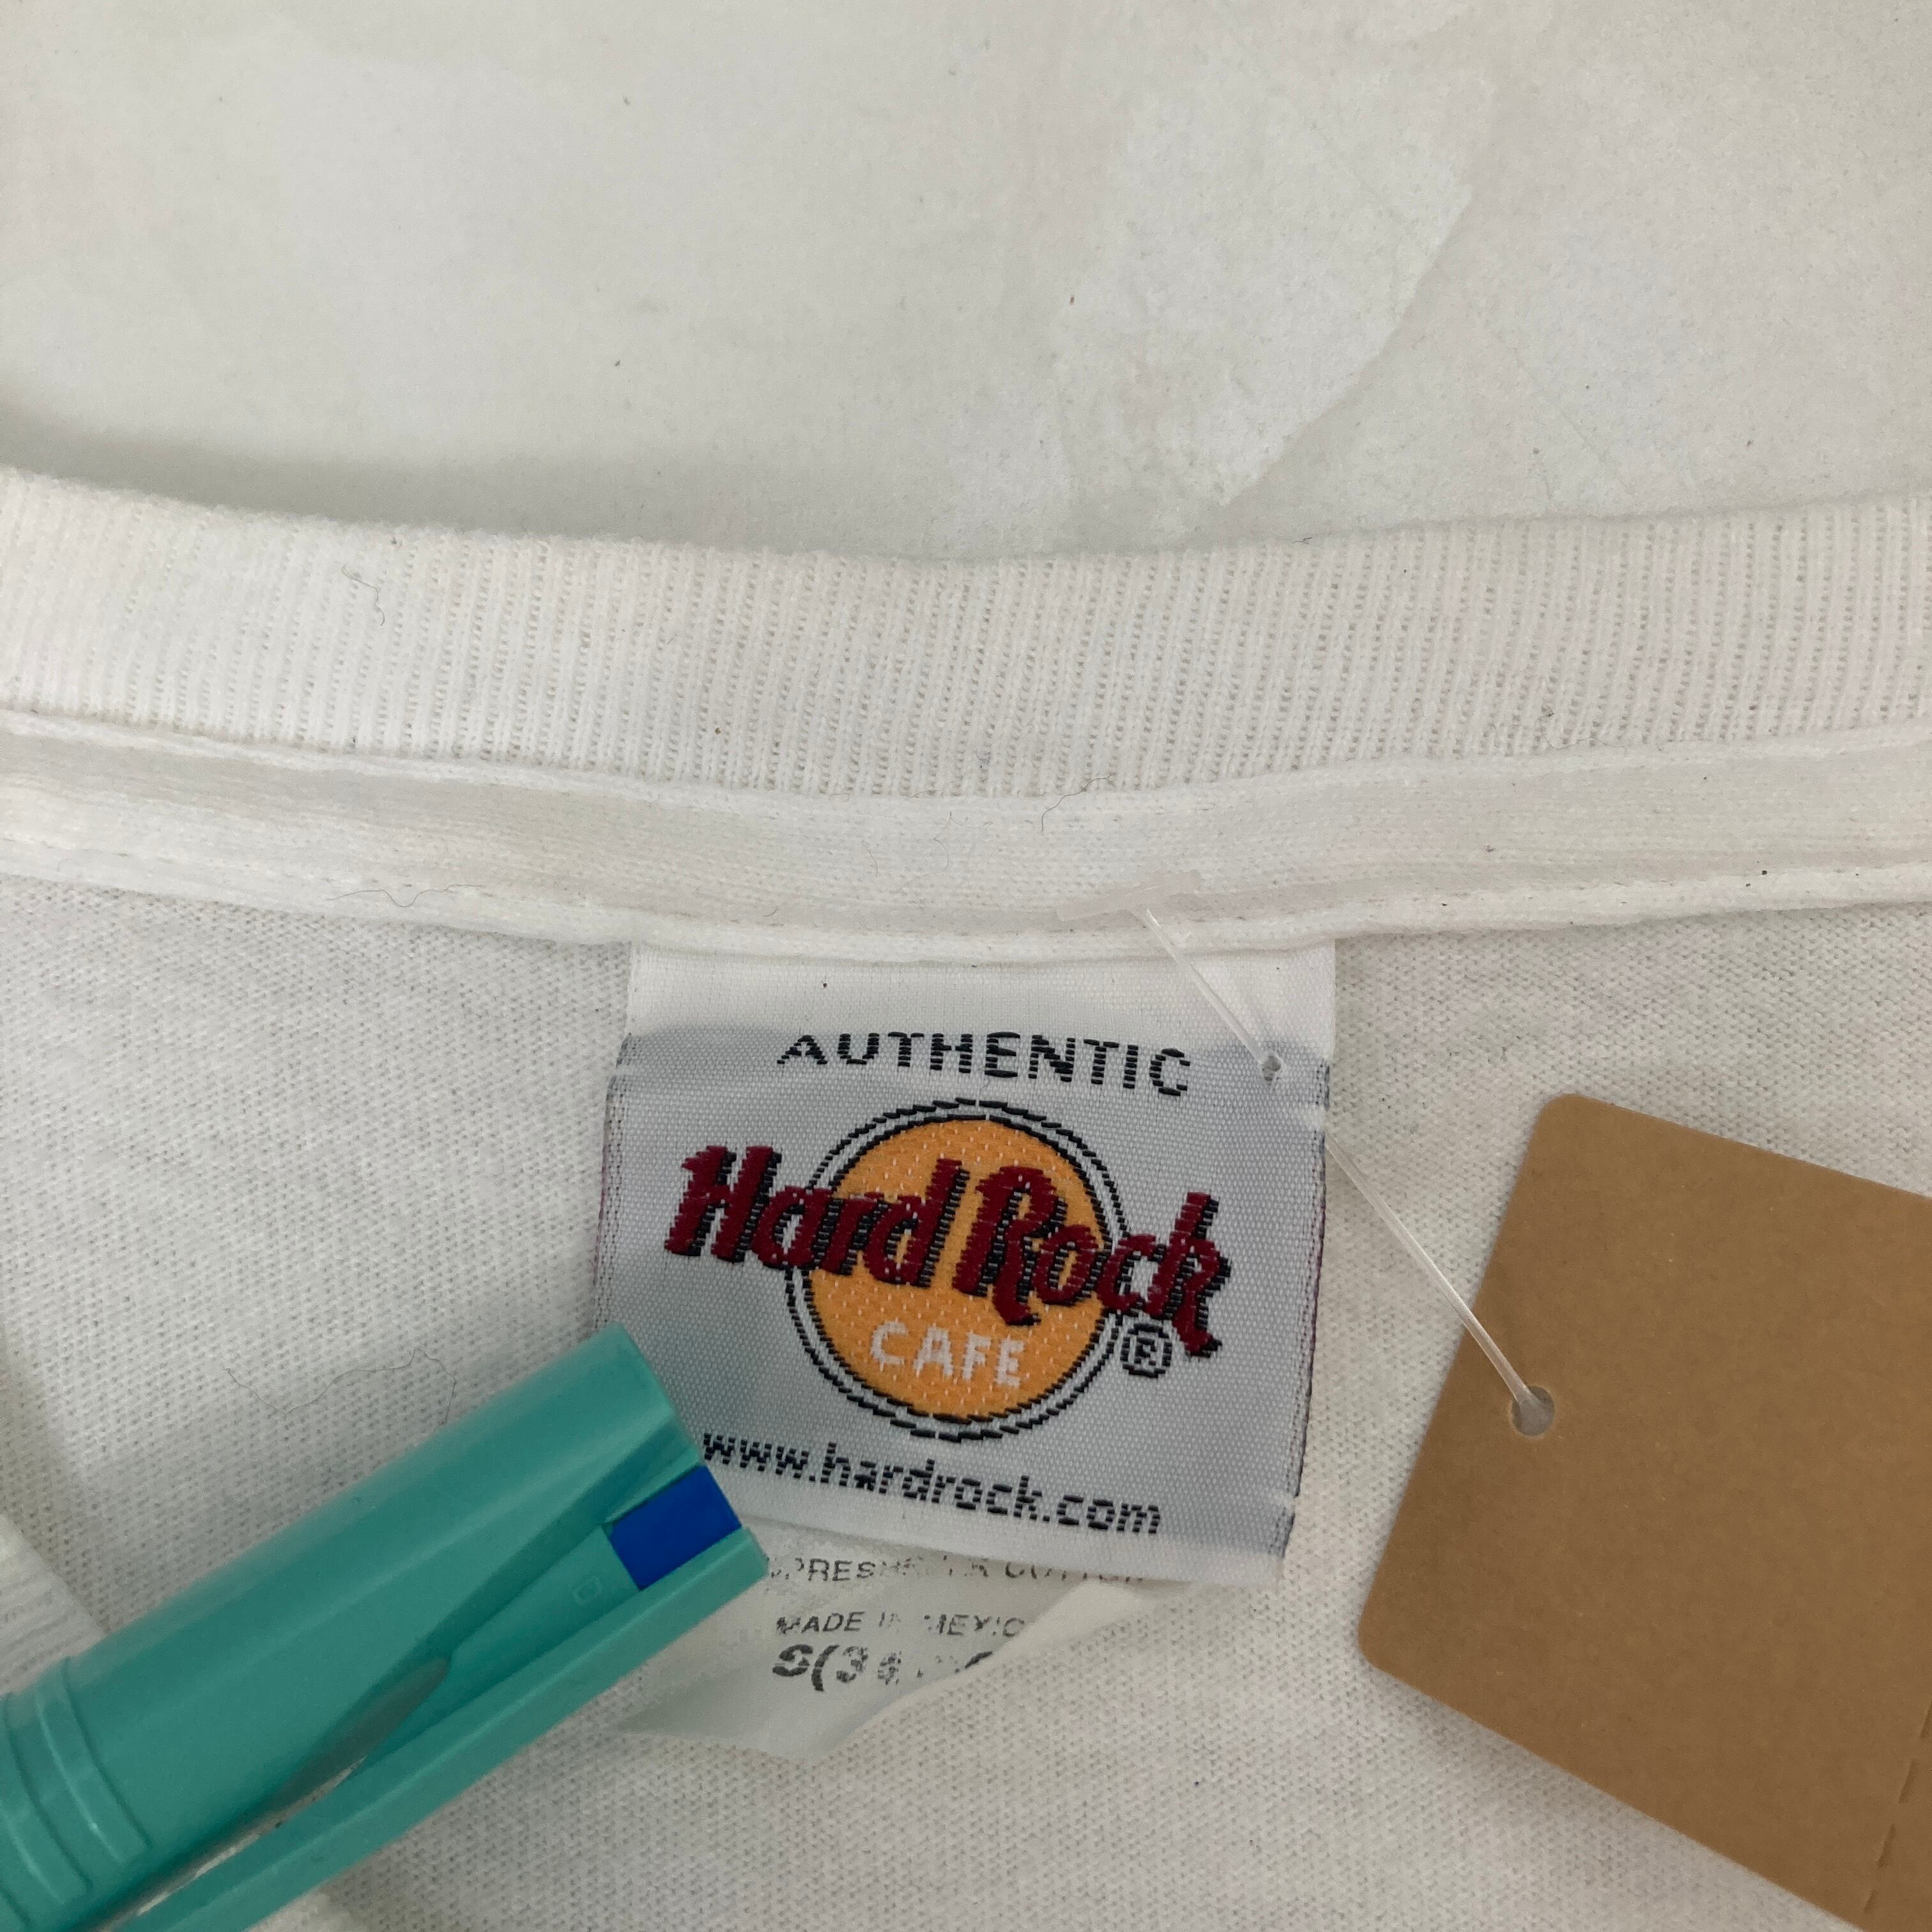 AUTHENTIC
Hard Rock
CAFE ®
www.hardrock.com
MADE IN MEXICO